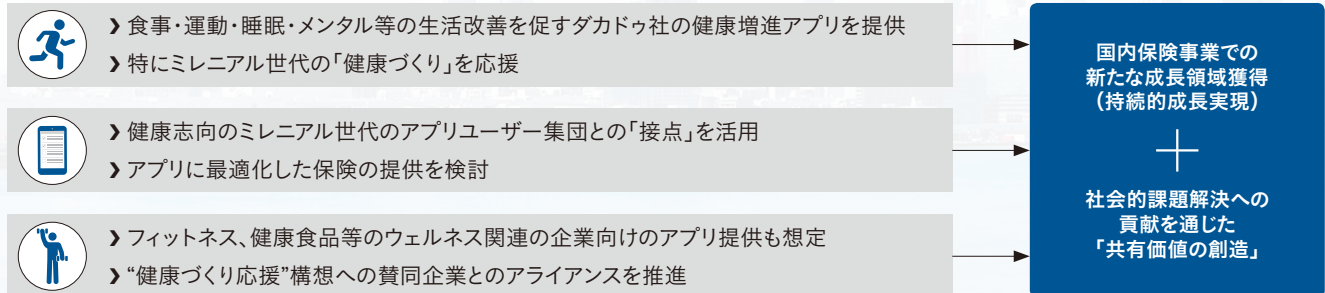 ❯ 食事・運動・睡眠・メンタル等の生活改善を促すダカドゥ社の健康増進アプリを提供
❯ 特にミレニアル世代の「健康づくり」を応援
❯ 健康志向のミレニアル世代のアプリユーザー集団との「接点」を活用
❯ アプリに最適化した保険の提供を検討
❯ フィットネス、健康食品等のウェルネス関連の企業向けのアプリ提供も想定
❯ “健康づくり応援”構想への賛同企業とのアライアンスを推進
国内保険事業での
新たな成長領域獲得
（持続的成長実現）
＋
社会的課題解決への
貢献を通じた
「共有価値の創造」